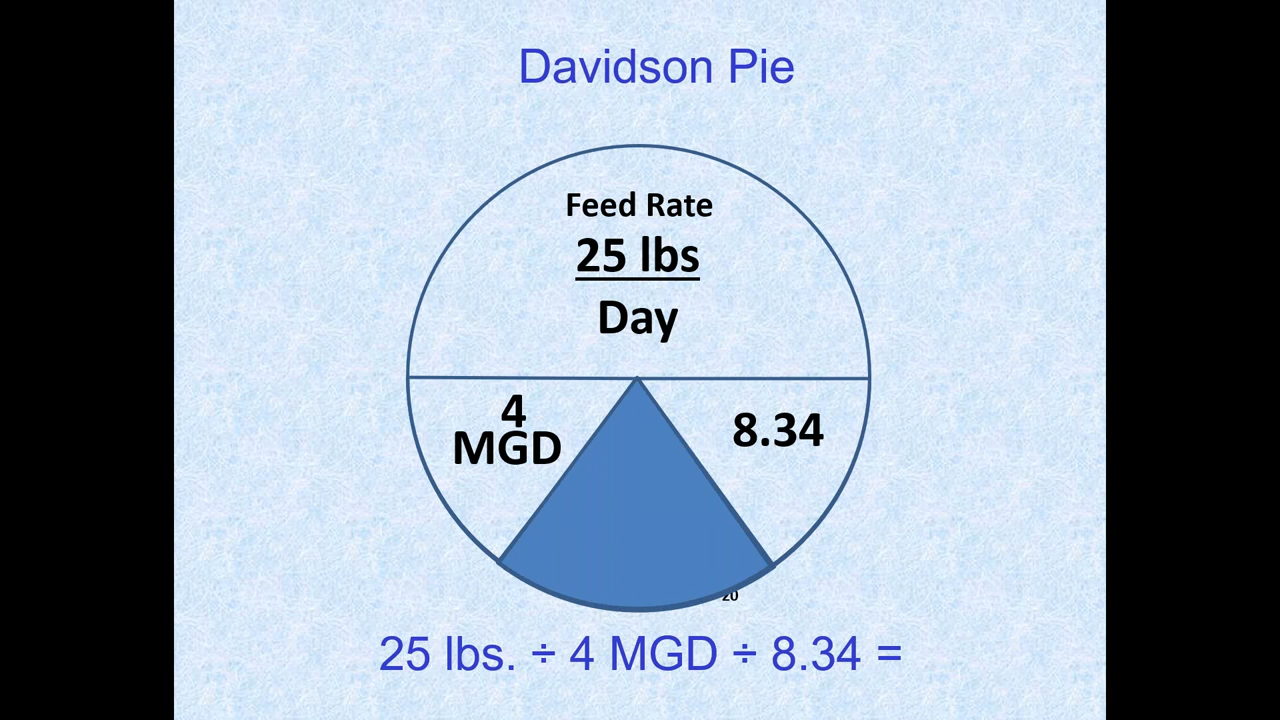 Davidson Pie
Feed Rate
25 lbs
Day
4
MGD
8.34
20
25 lbs. ÷ 4 MGD ÷ 8.34 =